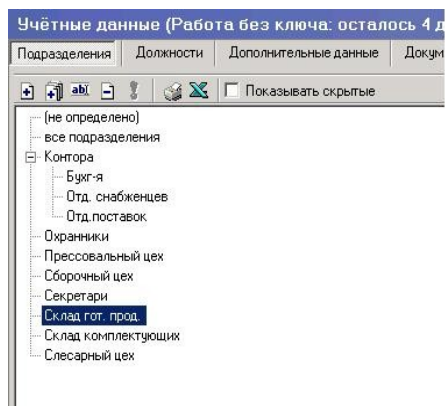 Учётные данные (Работа без ключа: осталось 4 д
Подразделения Должности Дополнительные данные Докум
abl Показывать скрытые
(не определено)
все подразделения
Контора
Бухг-я
Отд. снабженцев
Отд.поставок
Охранники
Прессовальный цех
Сборочный цех
Секретари
Склад гот. прод.
Склад комплектующих
Слесарный цех